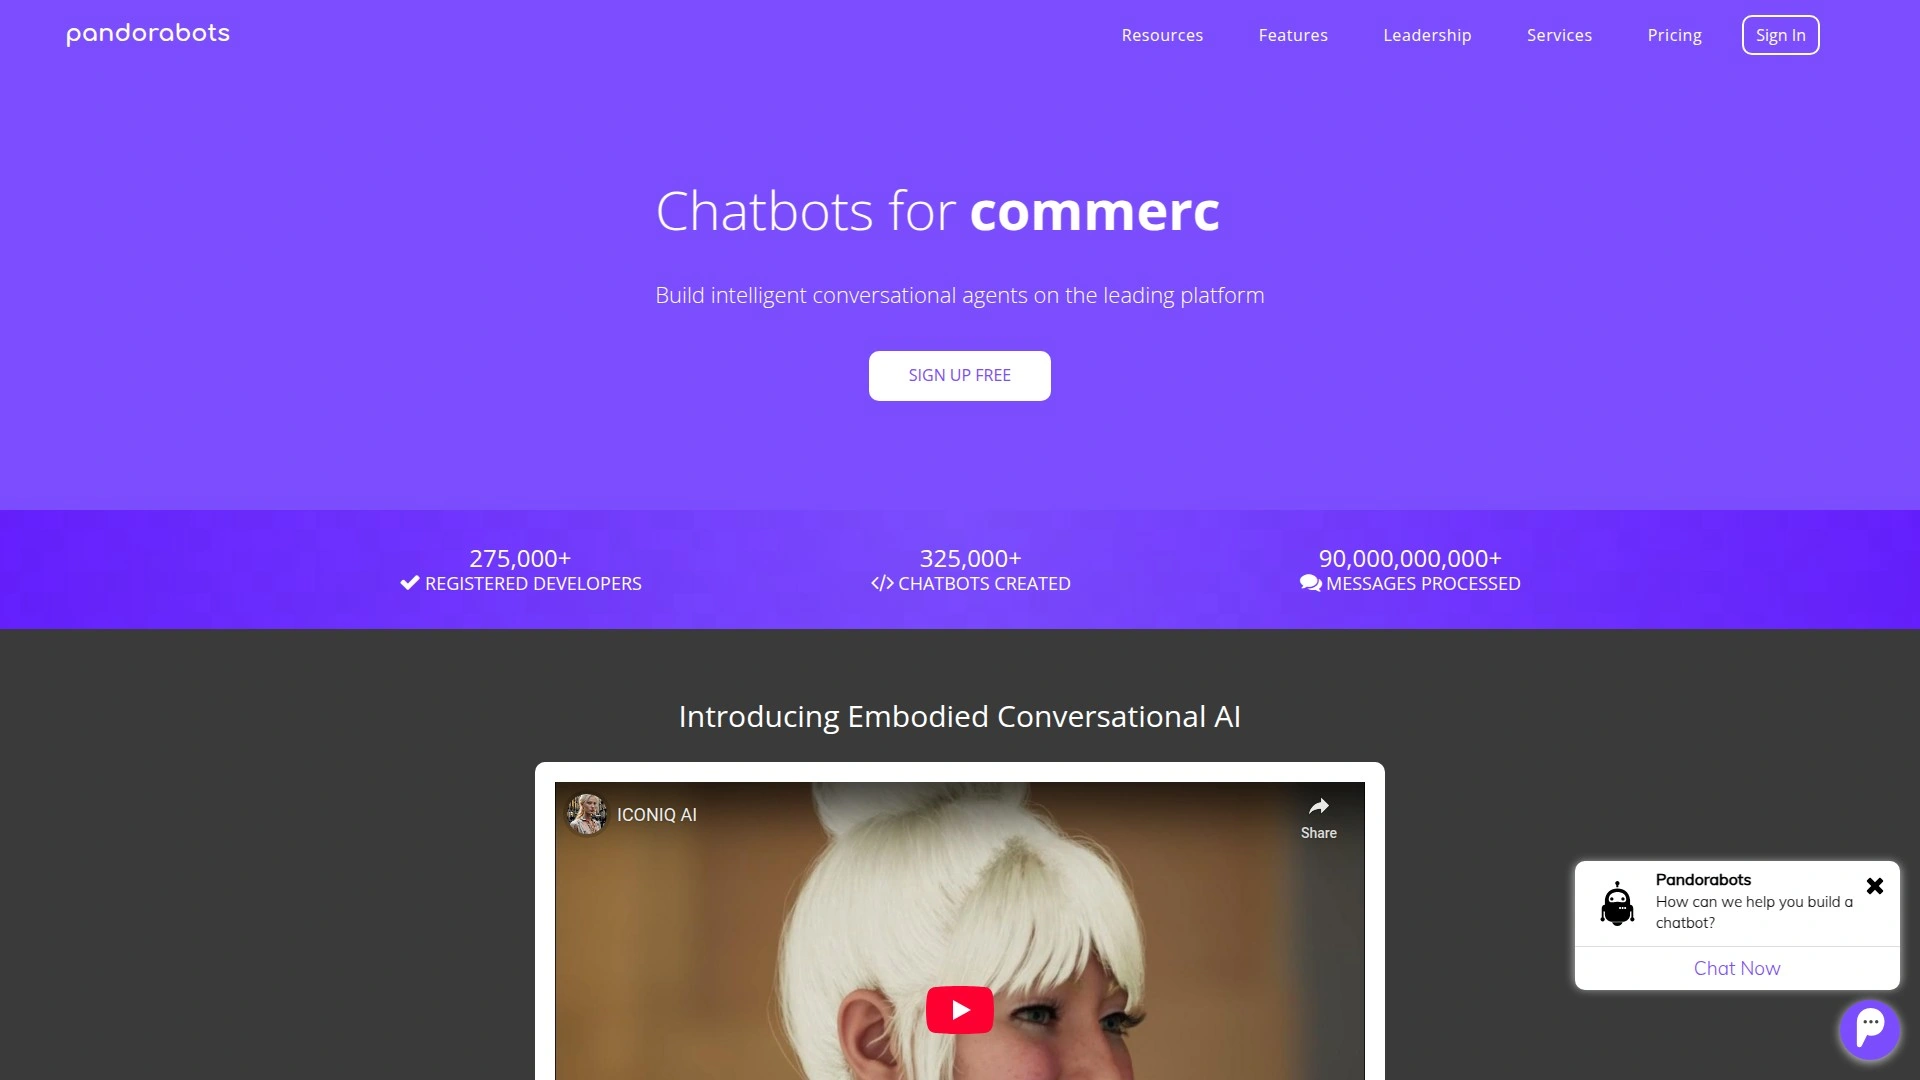 pandorabots
Resources
Features
Leadership
Services
Pricing
Sign In
Chatbots for commerc
Build intelligent conversational agents on the leading platform
SIGN UP FREE
275,000+
REGISTERED DEVELOPERS
325,000+
CHATBOTS CREATED
90,000,000,000+
MESSAGES PROCESSED
Introducing Embodied Conversational AI
ICONIQ AI
Share
Pandorabots
How can we help you build a
chatbot?
Chat Now